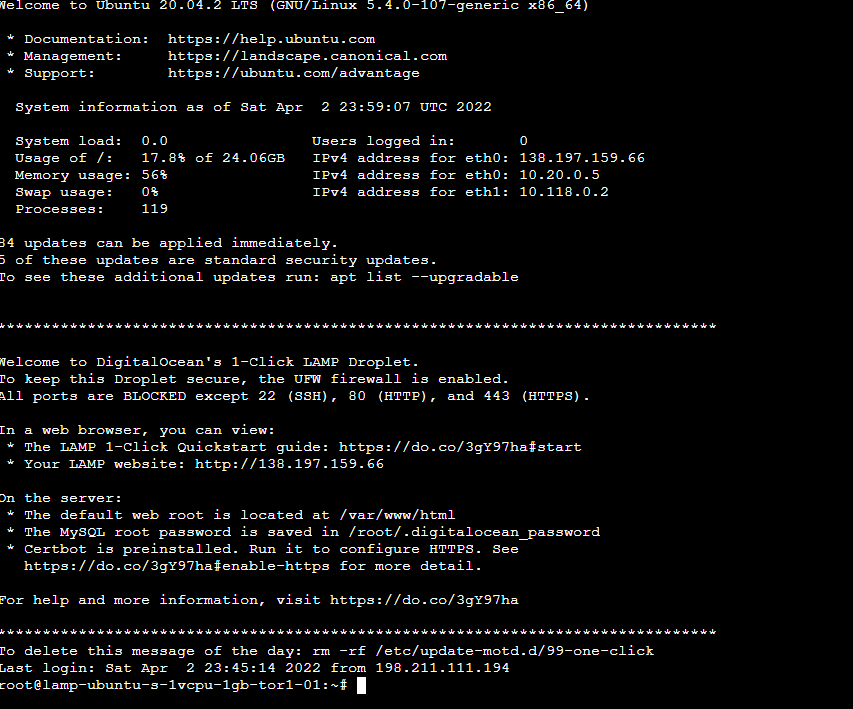 Welcome to Ubuntu 20.04.2 LTS (GNU/Linux 5.4.0-107-generic x86_64)
* Documentation: https://help.ubuntu.com
* Management: https://landscape.canonical.com
* Support: https://ubuntu.com/advantage
System information as of Sat Apr 2 23:59:07 UTC 2022
System load: 0.0 Users logged in: 0
Usage of /: 17.8% of 24.06GB IPv4 address for eth0: 138.197.159.66
Memory usage: 56% IPv4 address for eth0: 10.20.0.5
Swap usage: 0% IPv4 address for eth1: 10.118.0.2
Processes: 119
84 updates can be applied immediately.
5 of these updates are standard security updates.
To see these additional updates run: apt list --upgradable
********************************************************************************
Welcome to DigitalOcean's 1-Click LAMP Droplet.
To keep this Droplet secure, the UFW firewall is enabled.
All ports are BLOCKED except 22 (SSH), 80 (HTTP), and 443 (HTTPS).
In a web browser, you can view:
* The LAMP 1-Click Quickstart guide: https://do.co/3gY97ha#start
* Your LAMP website: http://138.197.159.66
On the server:
* The default web root is located at /var/www/html
* The MySQL root password is saved in /root/.digitalocean_password
* Certbot is preinstalled. Run it to configure HTTPS. See
https://do.co/3gY97ha#enable-https for more detail.
For help and more information, visit https://do.co/3gY97ha
********************************************************************************
To delete this message of the day: rm -rf /etc/update-motd.d/99-one-click
Last login: Sat Apr 2 23:45:14 2022 from 198.211.111.194
root@lamp-ubuntu-s-1vcpu-1gb-tor1-01:~#